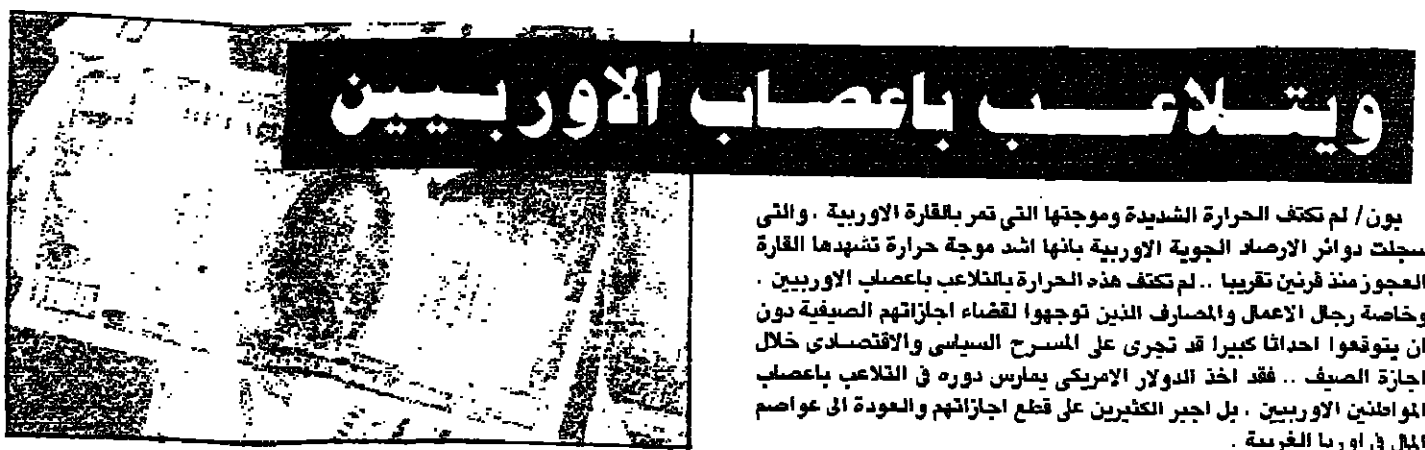 ويتلاعب باعصاب الاوربيين
بون / لم تكتف الحرارة الشديدة وموجتها التي تمر بالقارة الاوربية ، والتي
سجلت دوائر الارصاد الجوية الاوربية بانها اشد موجة حرارة تشهدها القارة
العجوز منذ قرنين تقريبا .. لم تكتف هذه الحرارة بالتلاعب باعصاب الاوربيين .
وخاصة رجال الاعمال والمصارف الذين توجهوا لقضاء اجازاتهم الصيفية دون
ان يتوقعوا احداثا كبيرا قد تجرى على المسرح السياسى والاقتصادى خلال
اجازة الصيف .. فقد اخذ الدولار الامريكى يمارس دوره في التلاعب باعصاب
المواطنين الاوربيين ، بل اجبر الكثيرين على قطع اجازاتهم والعودة الى عواصم
المال في اوربا الغربية .